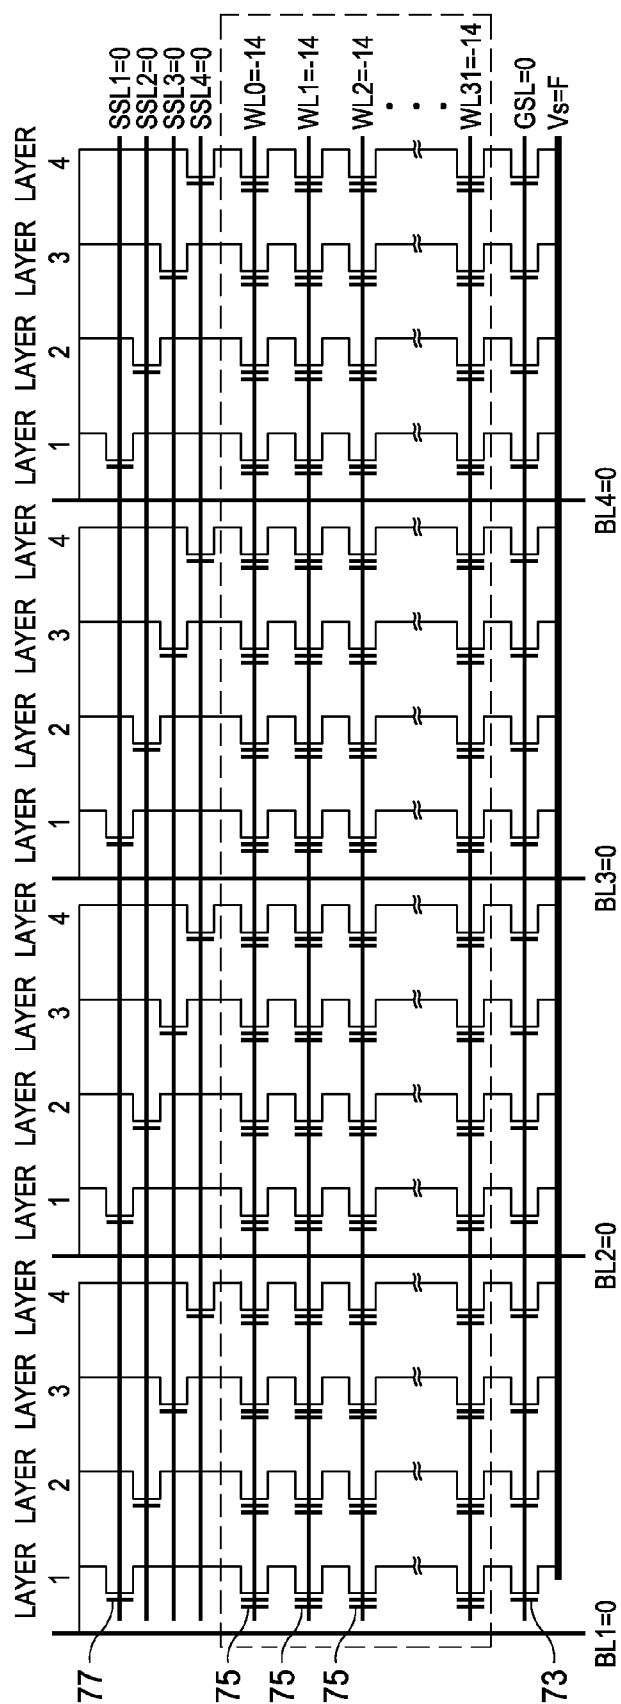 LAYER
1
LAYER
2
LAYER
3
LAYER
4
LAYER
1
LAYER
2
LAYER
3
LAYER
4
LAYER
1
LAYER
2
LAYER
3
LAYER
4
LAYER
1
LAYER
2
LAYER
3
LAYER
4
SSL1=0
SSL2=0
SSL3=0
SSL4=0
WL0=-14
WL1=-14
WL2=-14
WL31=-14
GSL=0
Vs=F
77
75
75
75
73
BL1=0
BL2=0
BL3=0
BL4=0